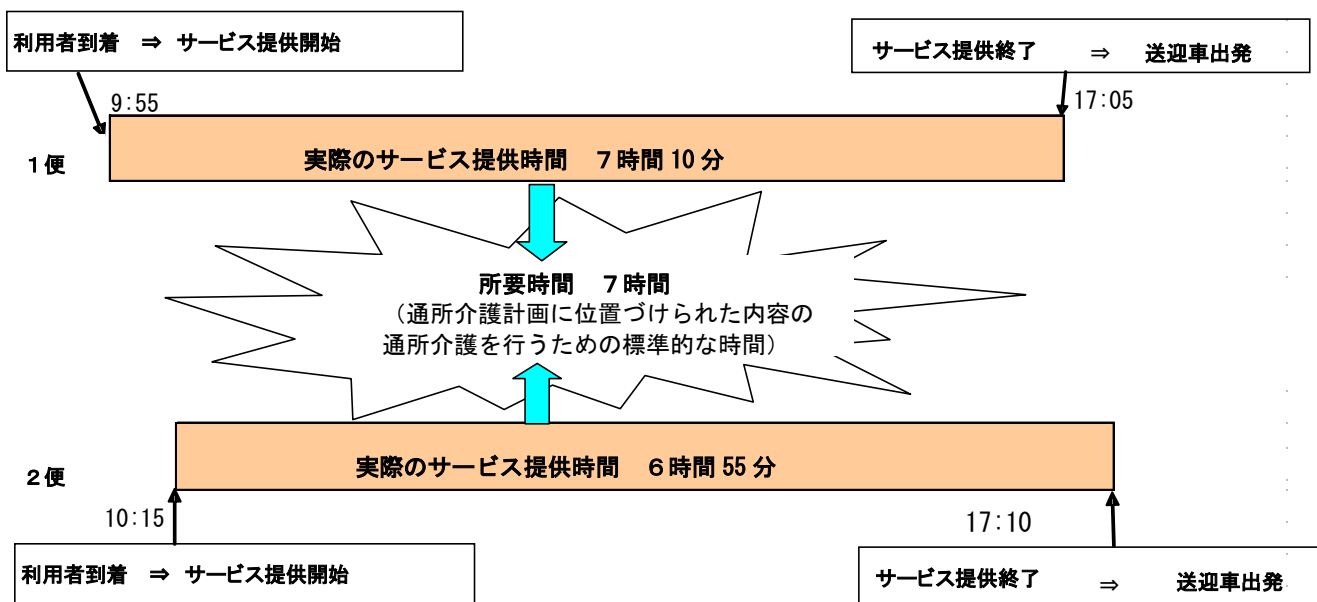 利用者到着 ⇒ サービス提供開始
サービス提供終了 ⇒ 送迎車出発
9:55
17:05
1便
実際のサービス提供時間 7時間10分
所要時間 7時間
（通所介護計画に位置づけられた内容の
通所介護を行うための標準的な時間）
2便
実際のサービス提供時間 6時間55分
10:15
17:10
利用者到着 ⇒ サービス提供開始
サービス提供終了 ⇒ 送迎車出発